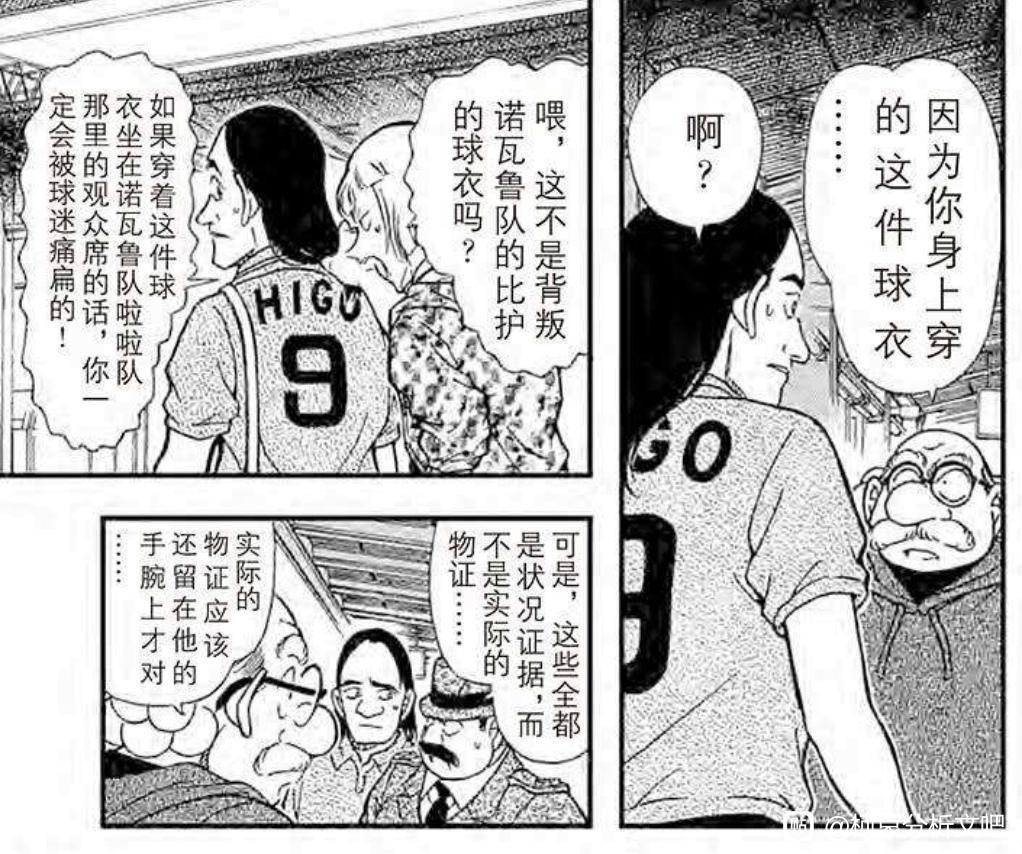 因为你身上穿
的这件球衣
……
啊?
喂，这不是背叛
诺瓦鲁队的比护
的球衣吗？
如果穿着这件球
衣坐在诺瓦鲁队啦啦队
那里的观众席的话，你一
定会被球迷痛扁的！
HIGO
9
GO
9
可是，这些全都
是状况证据，而
不是实际的
物证……
实际的
物证应该
还留在他的
手腕上才对
……